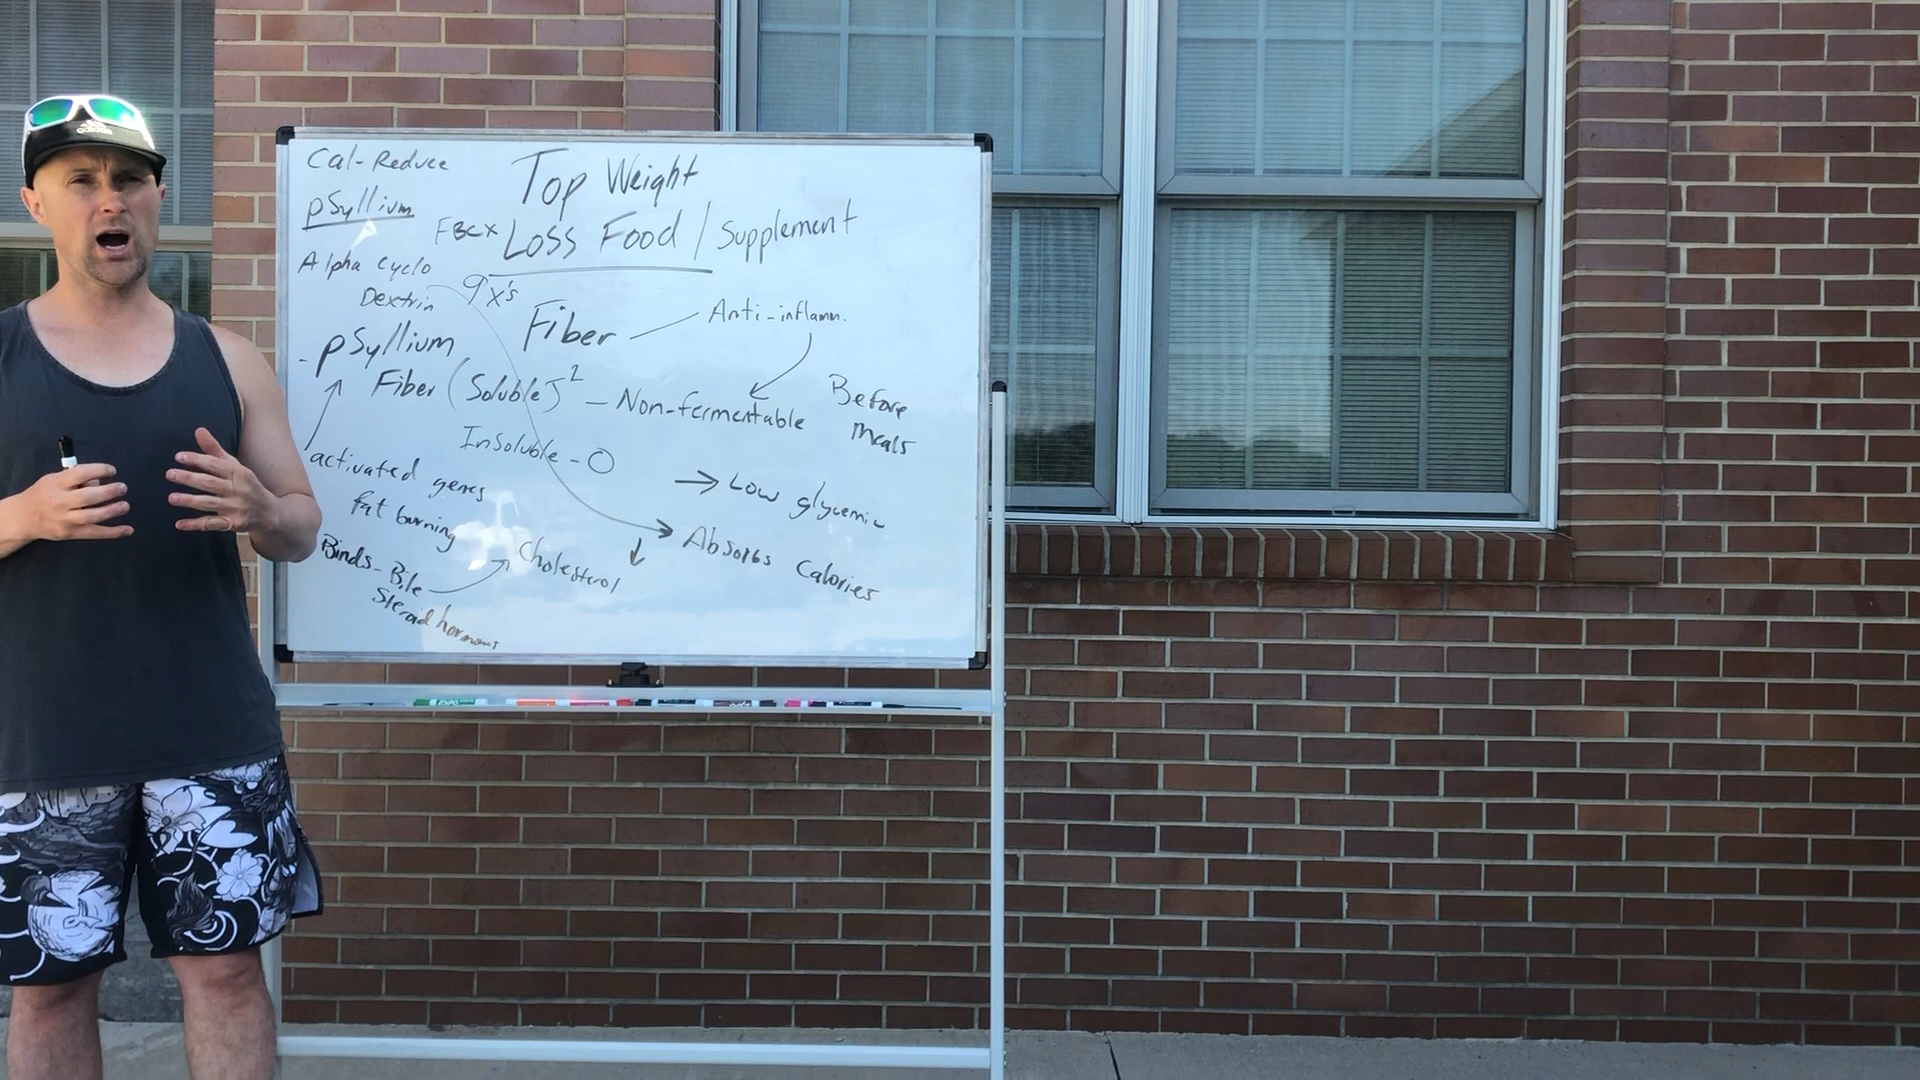 adidas
Cal-Reduce
psyllium
Top Weight
FBCx Loss Food / Supplement
Alpha Cyclo
Dextrin
9x's
Fiber
Anti-inflamm.
- psyllium
Fiber (Soluble)² - Non-fermentable
Before
Meals
Insoluble - O
activated genes
fat burning
→ Low glycemic
Binds - Bile
Steroid hormones
Cholesterol ↓
Absorbs Calories